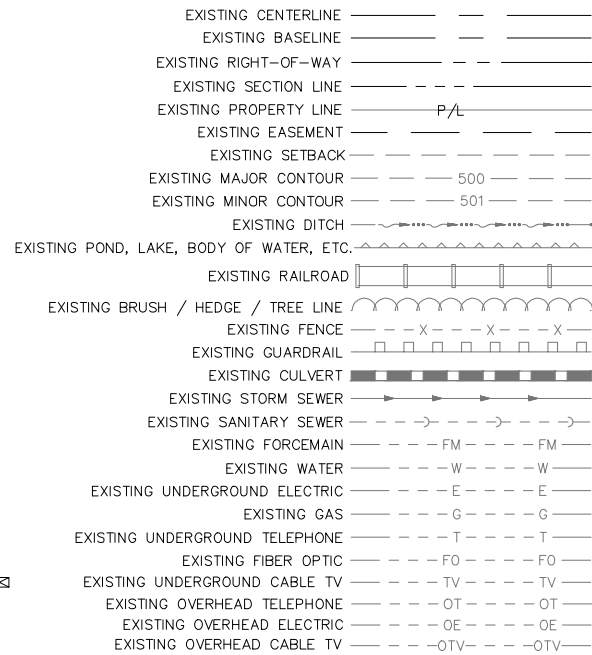 EXISTING CENTERLINE
EXISTING BASELINE
EXISTING RIGHT-OF-WAY
EXISTING SECTION LINE
EXISTING PROPERTY LINE P/L
EXISTING EASEMENT
EXISTING SETBACK
EXISTING MAJOR CONTOUR 500
EXISTING MINOR CONTOUR 501
EXISTING DITCH
EXISTING POND, LAKE, BODY OF WATER, ETC.
EXISTING RAILROAD
EXISTING BRUSH / HEDGE / TREE LINE
EXISTING FENCE X X X
EXISTING GUARDRAIL
EXISTING CULVERT
EXISTING STORM SEWER
EXISTING SANITARY SEWER
EXISTING FORCEMAIN FM FM
EXISTING WATER W W
EXISTING UNDERGROUND ELECTRIC E E
EXISTING GAS G G
EXISTING UNDERGROUND TELEPHONE T T
EXISTING FIBER OPTIC FO FO
EXISTING UNDERGROUND CABLE TV TV TV
EXISTING OVERHEAD TELEPHONE OT OT
EXISTING OVERHEAD ELECTRIC OE OE
EXISTING OVERHEAD CABLE TV OTV OTV